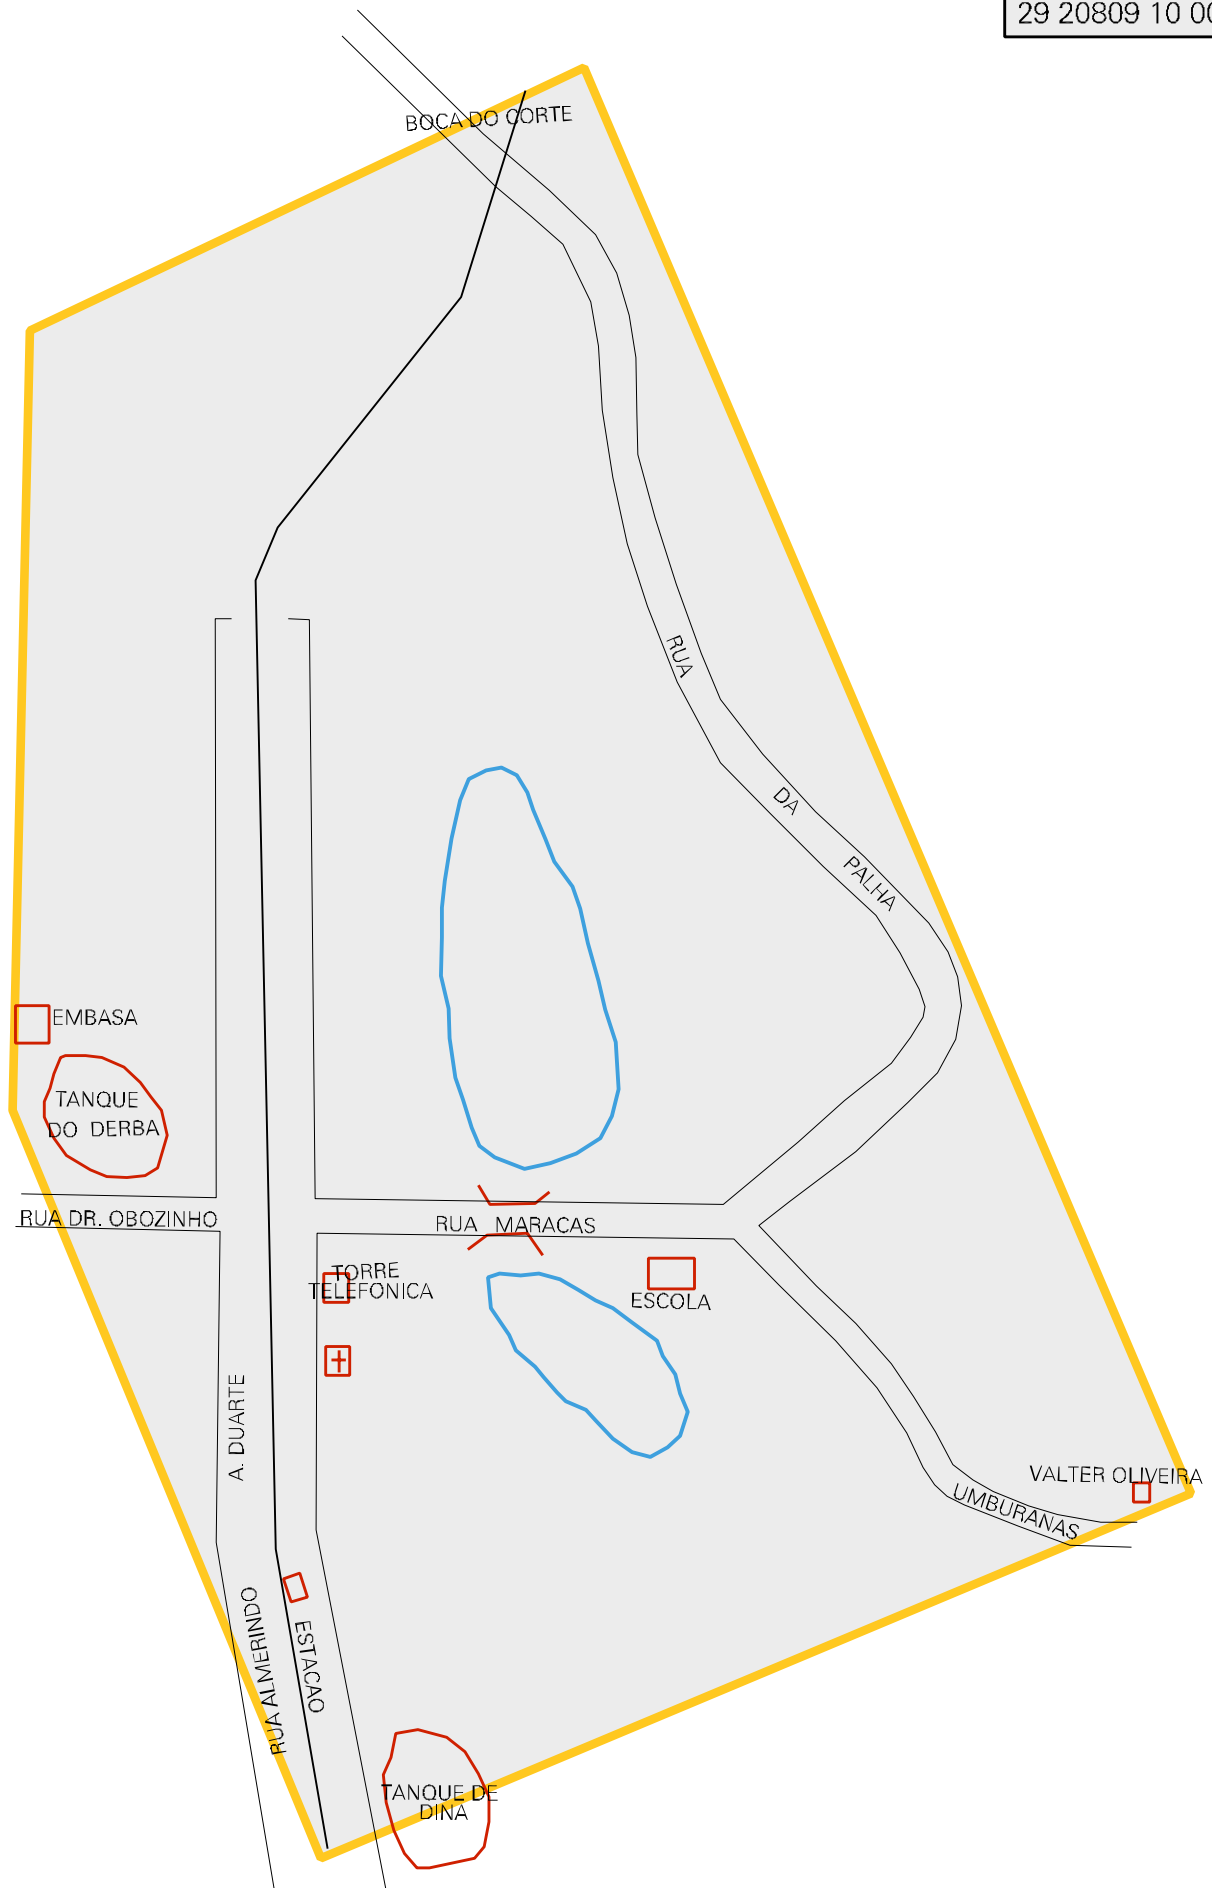 29 20809 10 00
BOCA DO CORTE
RUA
DA
PALHA
EMBASA
TANQUE
DO DERBA
RUA DR. OBOZINHO
RUA MARACAS
TORRE
TELEFONICA
ESCOLA
A. DUARTE
VALTER OLIVEIRA
UMBURANAS
RUA ALMERINDO
ESTACAO
TANQUE DE
DINA